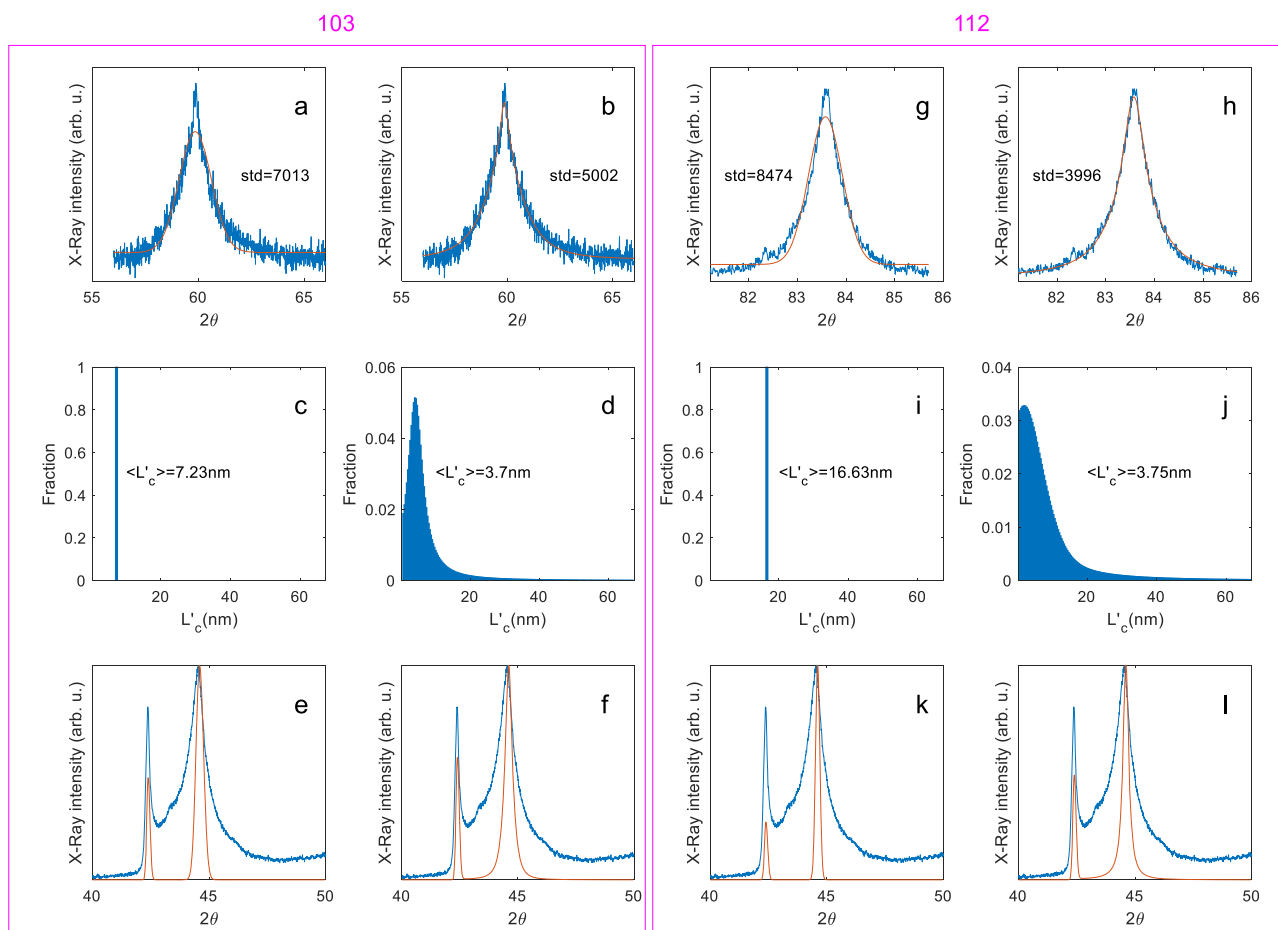 103
112
X-Ray intensity (arb. u.)
a
std=7013
55 60 65
2θ
X-Ray intensity (arb. u.)
b
std=5002
55 60 65
2θ
X-Ray intensity (arb. u.)
g
std=8474
82 83 84 85 86
2θ
X-Ray intensity (arb. u.)
h
std=3996
82 83 84 85 86
2θ
Fraction
1
0.8
0.6
0.4
0.2
0
c
<L'c>=7.23nm
20 40 60
L'c(nm)
Fraction
0.06
0.04
0.02
0
d
<L'c>=3.7nm
20 40 60
L'c(nm)
Fraction
1
0.8
0.6
0.4
0.2
0
i
<L'c>=16.63nm
20 40 60
L'c(nm)
Fraction
0.04
0.03
0.02
0.01
0
j
<L'c>=3.75nm
20 40 60
L'c(nm)
X-Ray intensity (arb. u.)
e
40 45 50
2θ
X-Ray intensity (arb. u.)
f
40 45 50
2θ
X-Ray intensity (arb. u.)
k
40 45 50
2θ
X-Ray intensity (arb. u.)
l
40 45 50
2θ